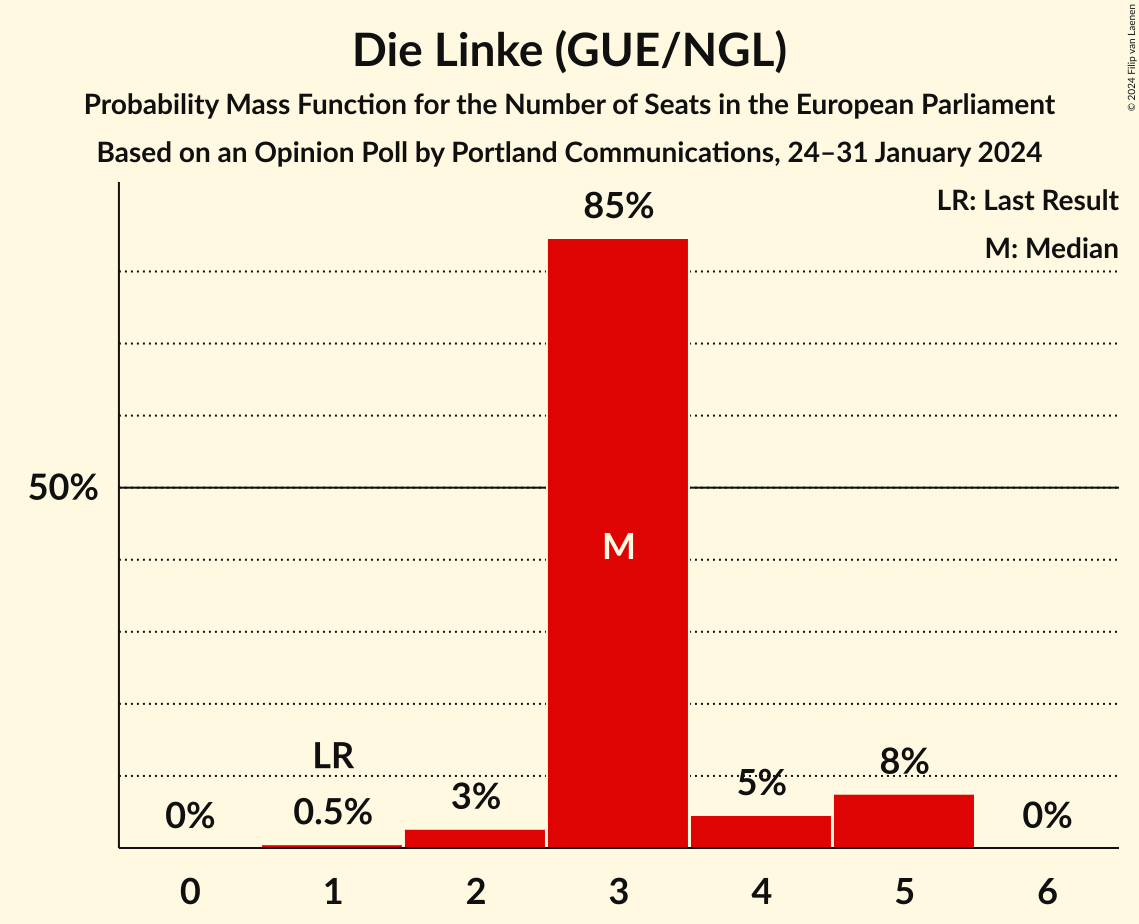 Die Linke (GUE/NGL)
Probability Mass Function for the Number of Seats in the European Parliament
Based on an Opinion Poll by Portland Communications, 24–31 January 2024
© 2024 Filip van Laenen
LR: Last Result
M: Median
85%
50%
M
LR
0%
0.5%
3%
5%
8%
0%
0
1
2
3
4
5
6